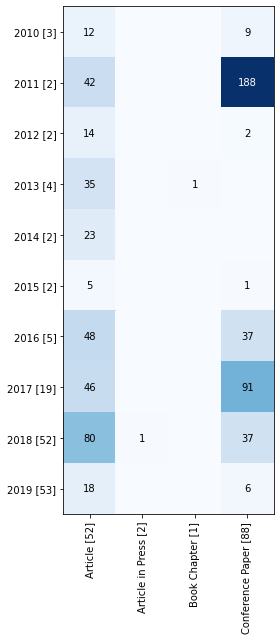 2010 [3] 12 9
2011 [2] 42 188
2012 [2] 14 2
2013 [4] 35 1
2014 [2] 23
2015 [2] 5 1
2016 [5] 48 37
2017 [19] 46 91
2018 [52] 80 1 37
2019 [53] 18 6
Article [52]
Article in Press [2]
Book Chapter [1]
Conference Paper [88]